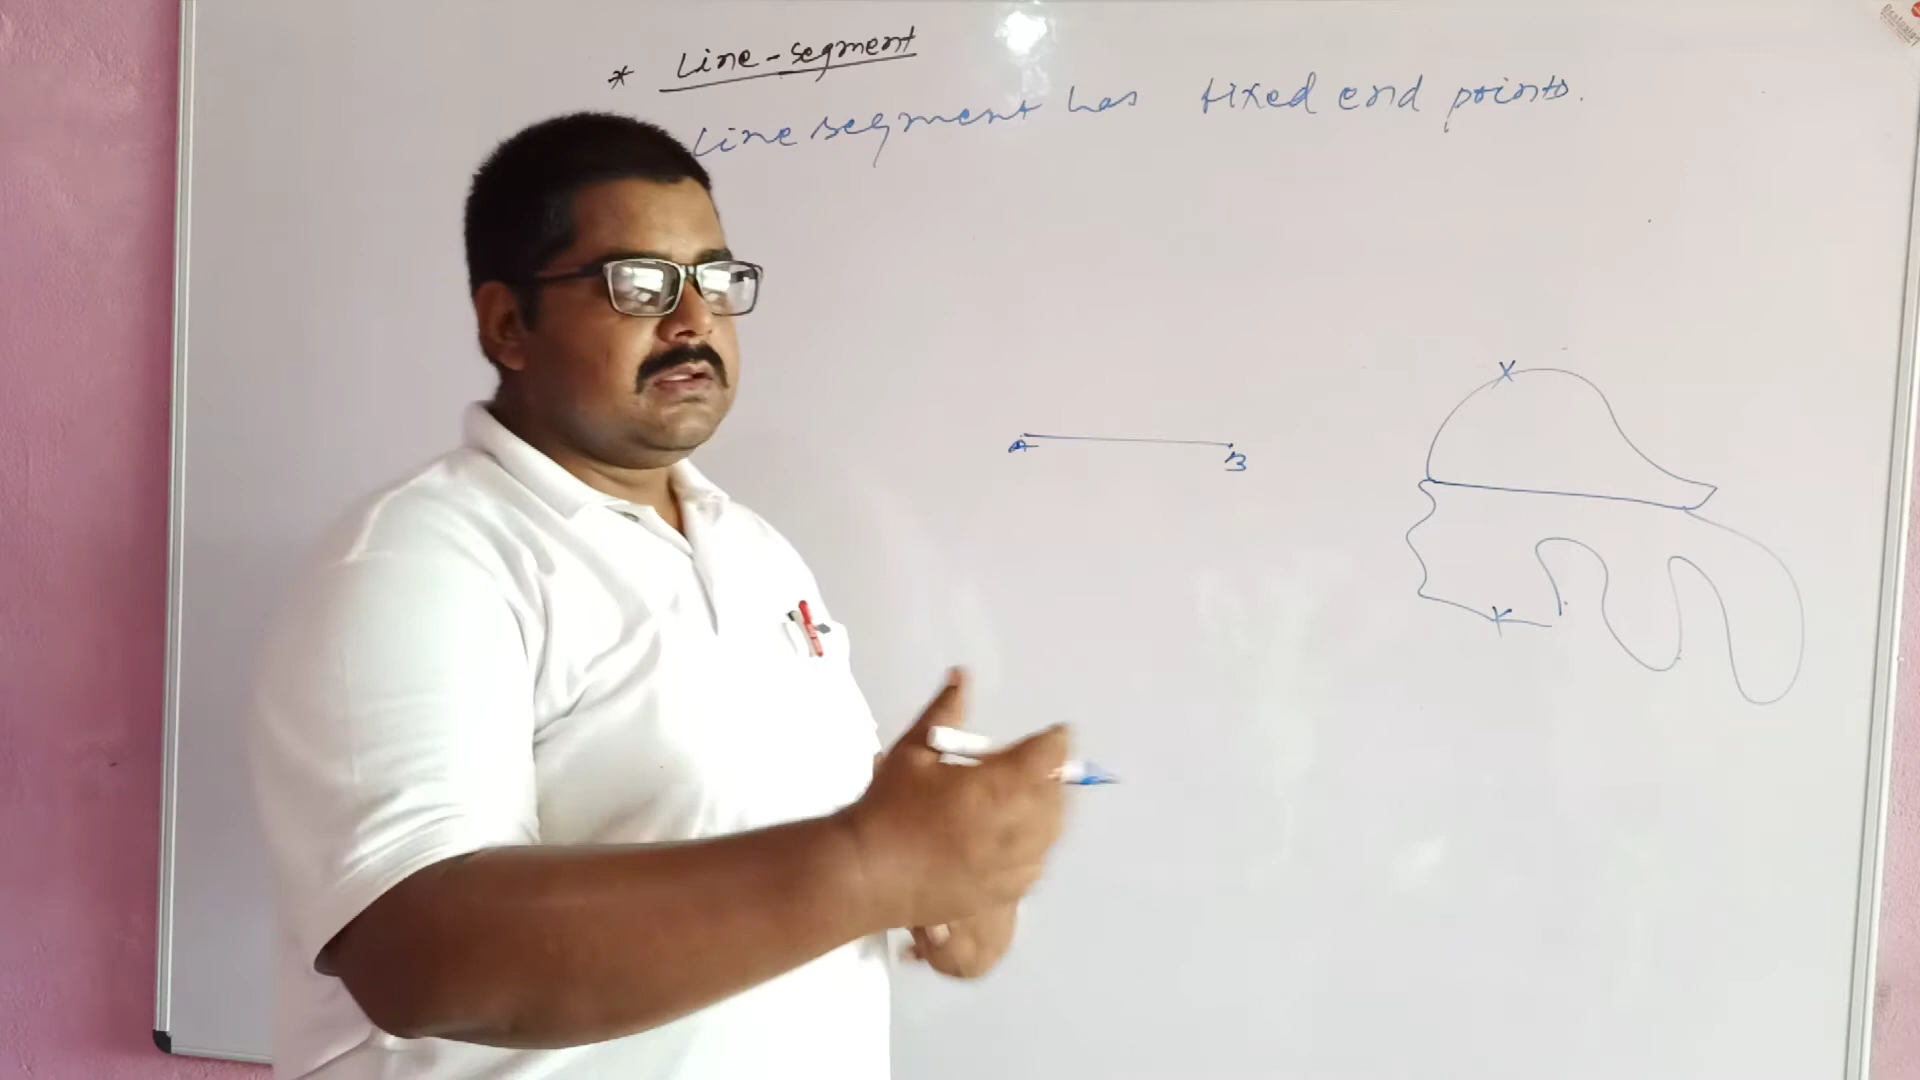 * Line-segment
Line segment has fixed end points.
A
B
X
X